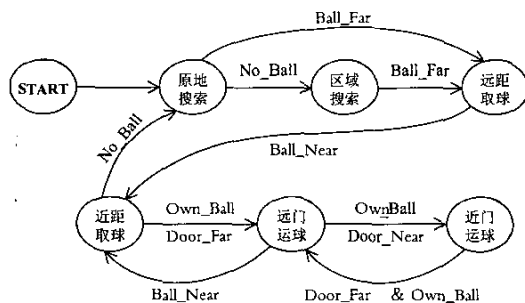 Ball_Far
START
原地
搜索
No_Ball
区域
搜索
Ball_Far
远距
取球
No_Ball
Ball_Near
近距
取球
Own_Ball
Door_Far
远门
运球
OwnBall
Door_Near
近门
运球
Ball_Near
Door_Far & Own_Ball